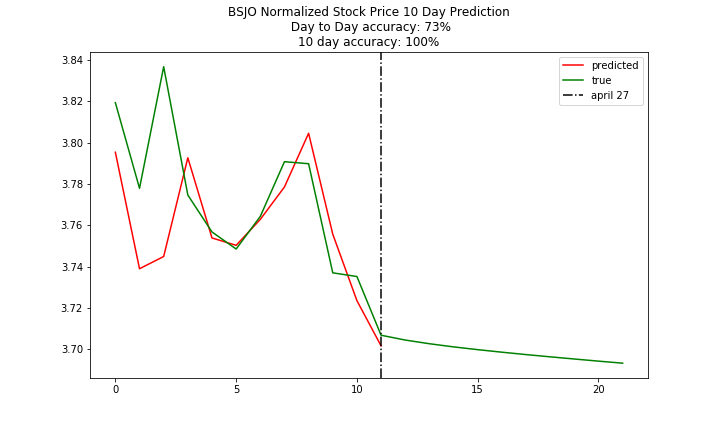 BSJO Normalized Stock Price 10 Day Prediction
Day to Day accuracy: 73%
10 day accuracy: 100%
3.84
3.82
3.80
3.78
3.76
3.74
3.72
3.70
predicted
true
april 27
0
5
10
15
20